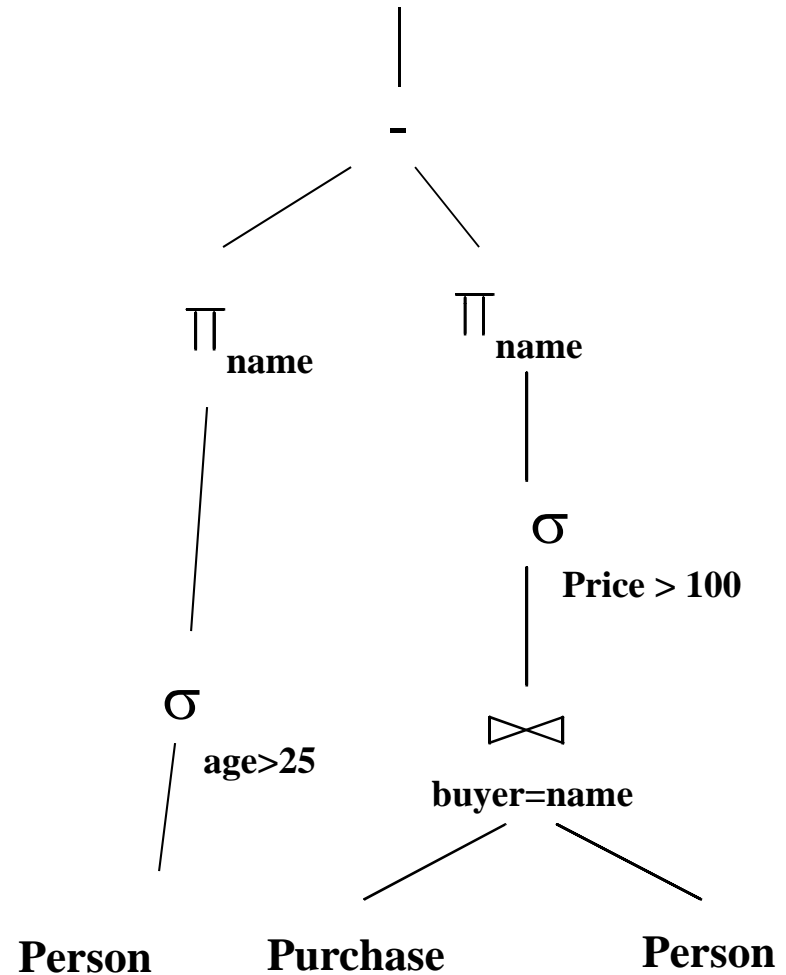 -
Π name
Π name
σ
Price > 100
σ
age>25
⋈
buyer=name
Person
Purchase
Person